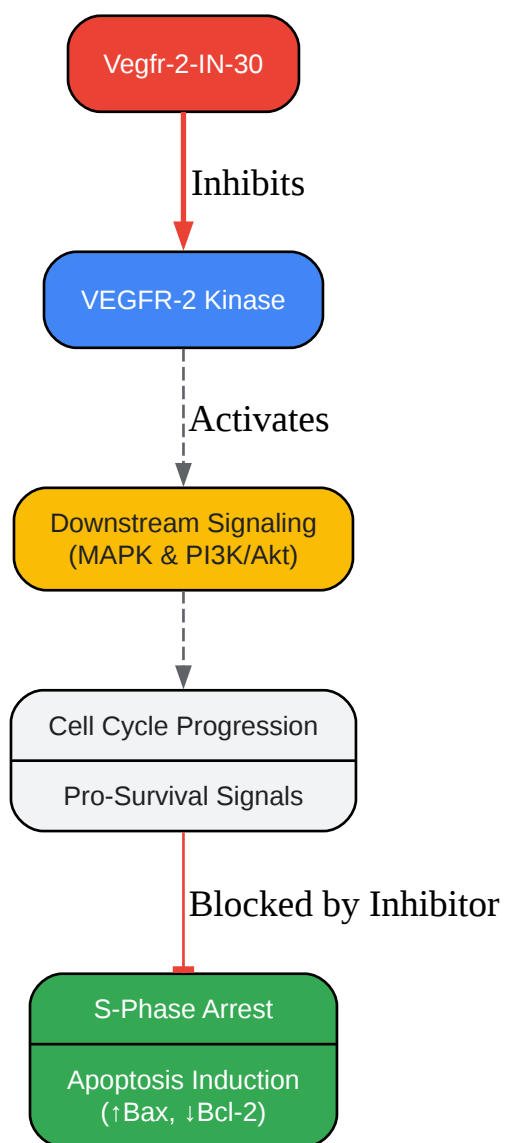 Vegfr-2-IN-30
Inhibits
VEGFR-2 Kinase
Activates
Downstream Signaling
(MAPK & PI3K/Akt)
Cell Cycle Progression
Pro-Survival Signals
Blocked by Inhibitor
S-Phase Arrest
Apoptosis Induction
(↑Bax, ↓Bcl-2)